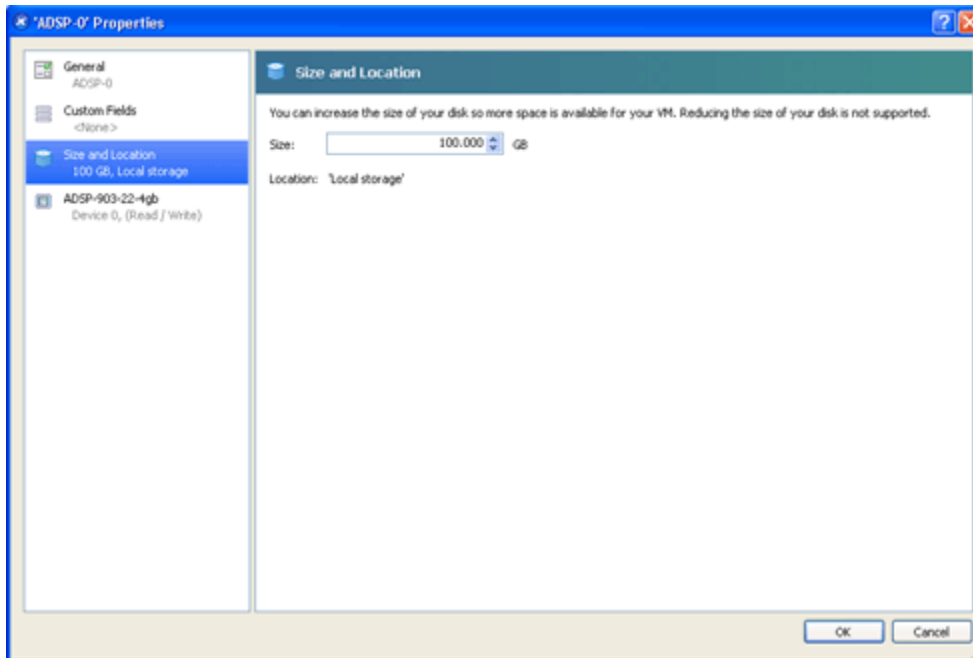 'ADSP-0' Properties
General
ADSP-0
Custom Fields
<None>
Size and Location
100 GB, Local storage
ADSP-903-22-4gb
Device 0, (Read / Write)
Size and Location
You can increase the size of your disk so more space is available for your VM. Reducing the size of your disk is not supported.
Size: 100.000 GB
Location: 'Local storage'
OK Cancel